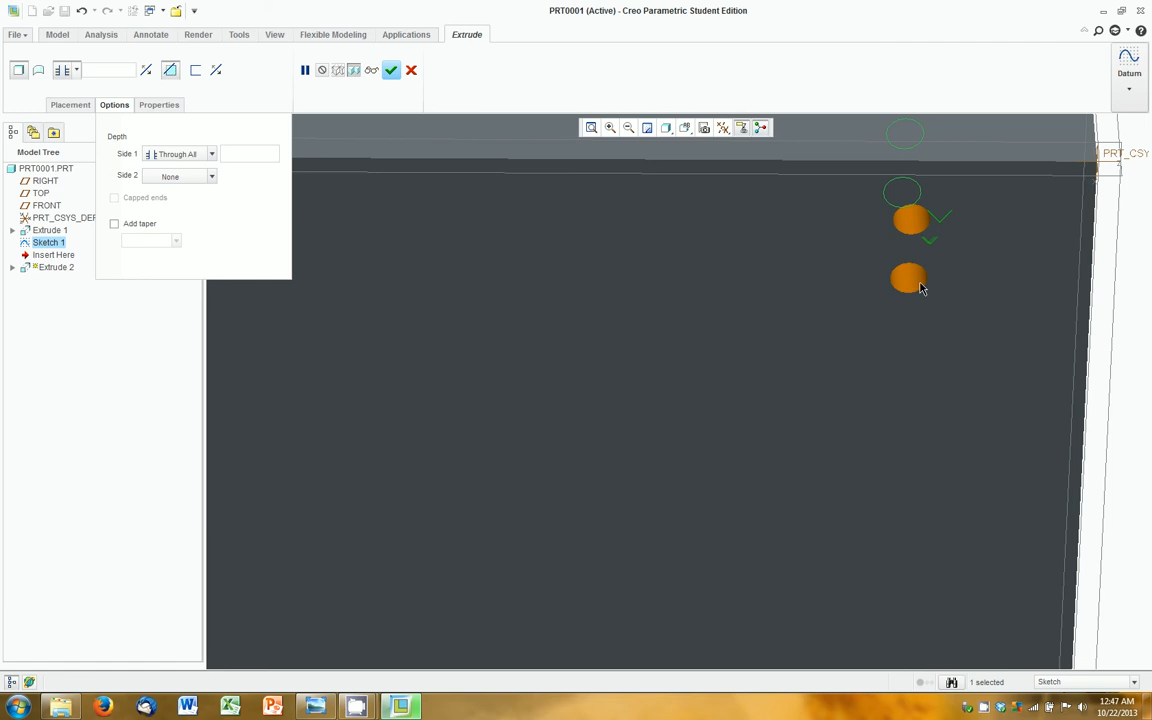 PRT0001 (Active) - Creo Parametric Student Edition
File
Model
Analysis
Annotate
Render
Tools
View
Flexible Modeling
Applications
Extrude
Datum
Placement
Options
Properties
Model Tree
PRT0001.PRT
RIGHT
TOP
FRONT
PRT_CSYS_DEF
Extrude 1
Sketch 1
Insert Here
Extrude 2
Depth
Side 1
Through All
Side 2
None
Capped ends
Add taper
PRT_CSY
1 selected
Sketch
12:47 AM
10/22/2013